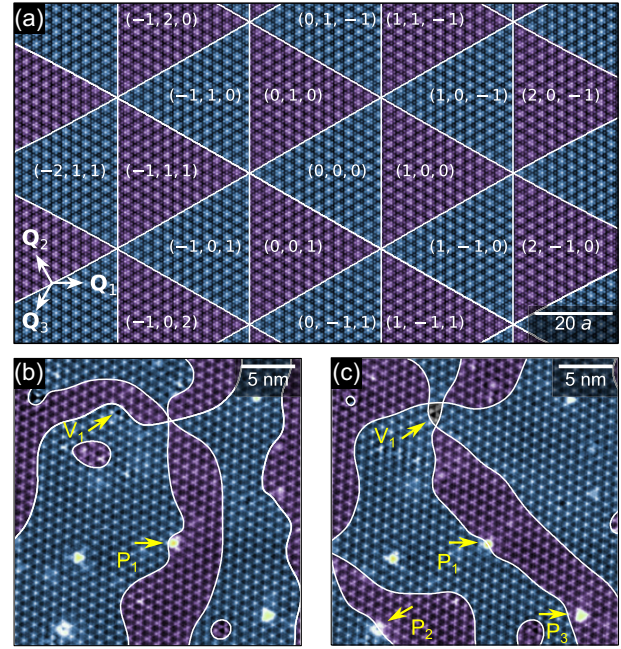 (a)
(−1, 2, 0) (0, 1, −1) (1, 1, −1)
(−1, 1, 0) (0, 1, 0) (1, 0, −1) (2, 0, −1)
(−2, 1, 1) (−1, 1, 1) (0, 0, 0) (1, 0, 0)
(−1, 0, 1) (0, 0, 1) (1, −1, 0) (2, −1, 0)
Q2
Q1
Q3
(−1, 0, 2) (0, −1, 1) (1, −1, 1)
20 a
(b)
5 nm
V1
P1
(c)
5 nm
V1
P1
P2
P3